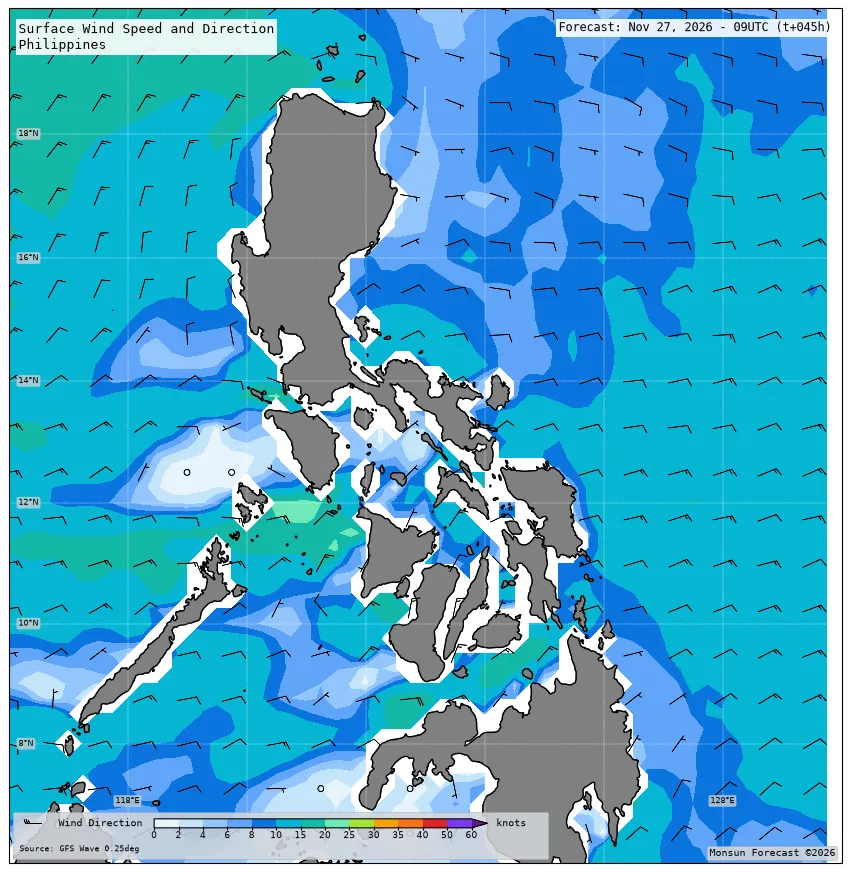 Surface Wind Speed and Direction
Philippines
Forecast: Nov 27, 2026 - 09UTC (t+045h)
18°N
16°N
14°N
12°N
10°N
8°N
118°E
128°E
Wind Direction
0 2 4 6 8 10 15 20 25 30 35 40 50 60
knots
Source: GFS Wave 0.25deg
Monsun Forecast ©2026